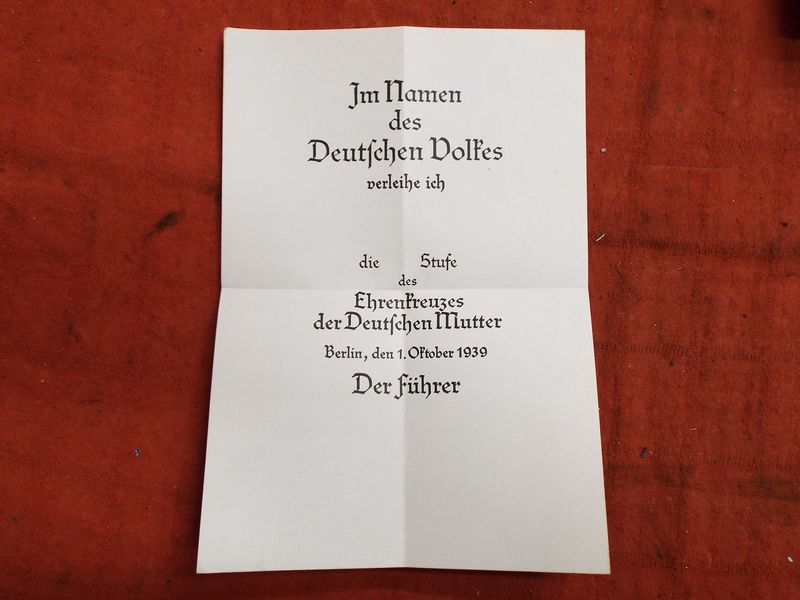 Im Namen
des
Deutſchen Volkes
verleihe ich
die Stufe
des
Ehrenkreuzes
der Deutſchen Mutter
Berlin, den 1. Oktober 1939
Der Führer